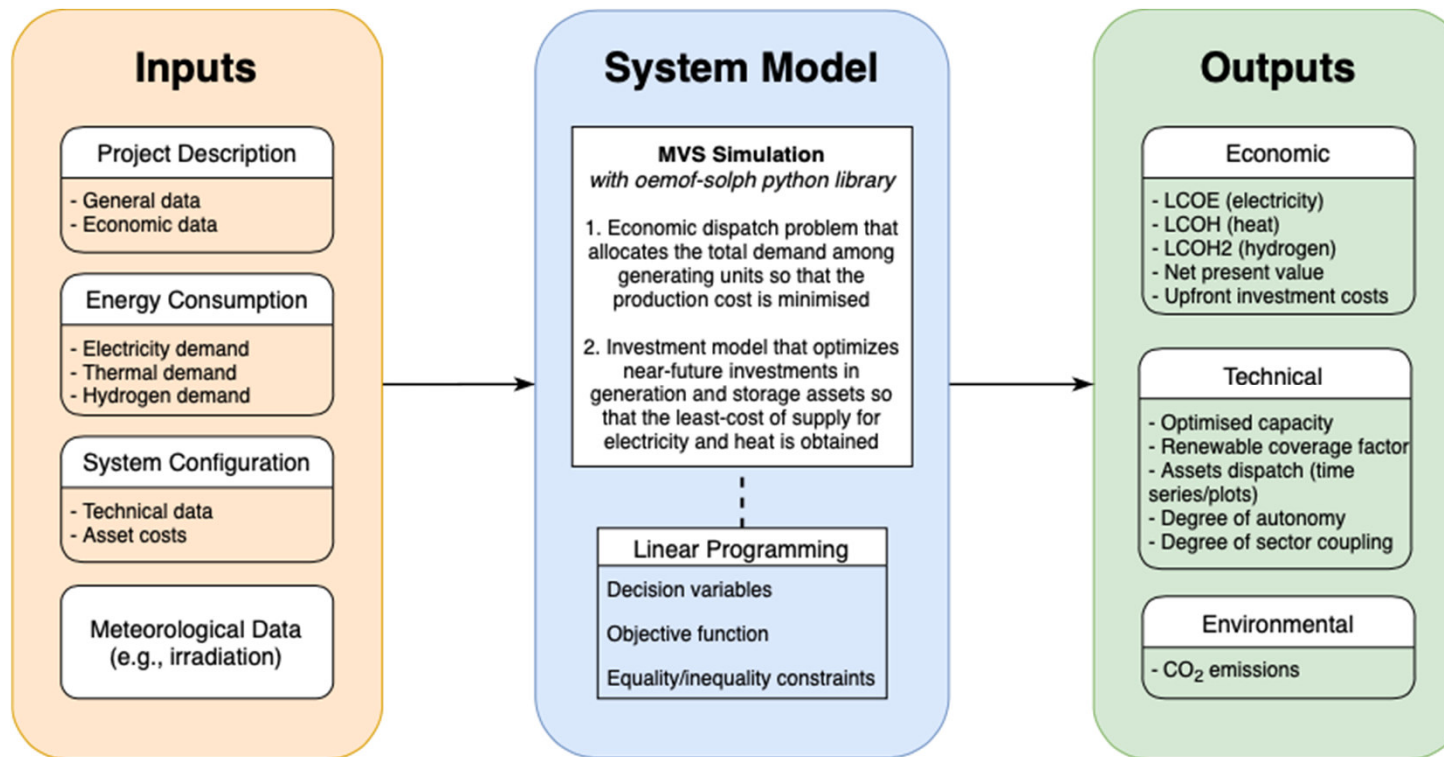 Inputs
Project Description
- General data
- Economic data
Energy Consumption
- Electricity demand
- Thermal demand
- Hydrogen demand
System Configuration
- Technical data
- Asset costs
Meteorological Data
(e.g., irradiation)
System Model
MVS Simulation
with oemof-solph python library
1. Economic dispatch problem that
allocates the total demand among
generating units so that the
production cost is minimised
2. Investment model that optimizes
near-future investments in
generation and storage assets so
that the least-cost of supply for
electricity and heat is obtained
Linear Programming
Decision variables
Objective function
Equality/inequality constraints
Outputs
Economic
- LCOE (electricity)
- LCOH (heat)
- LCOH2 (hydrogen)
- Net present value
- Upfront investment costs
Technical
- Optimised capacity
- Renewable coverage factor
- Assets dispatch (time
series/plots)
- Degree of autonomy
- Degree of sector coupling
Environmental
- CO₂ emissions